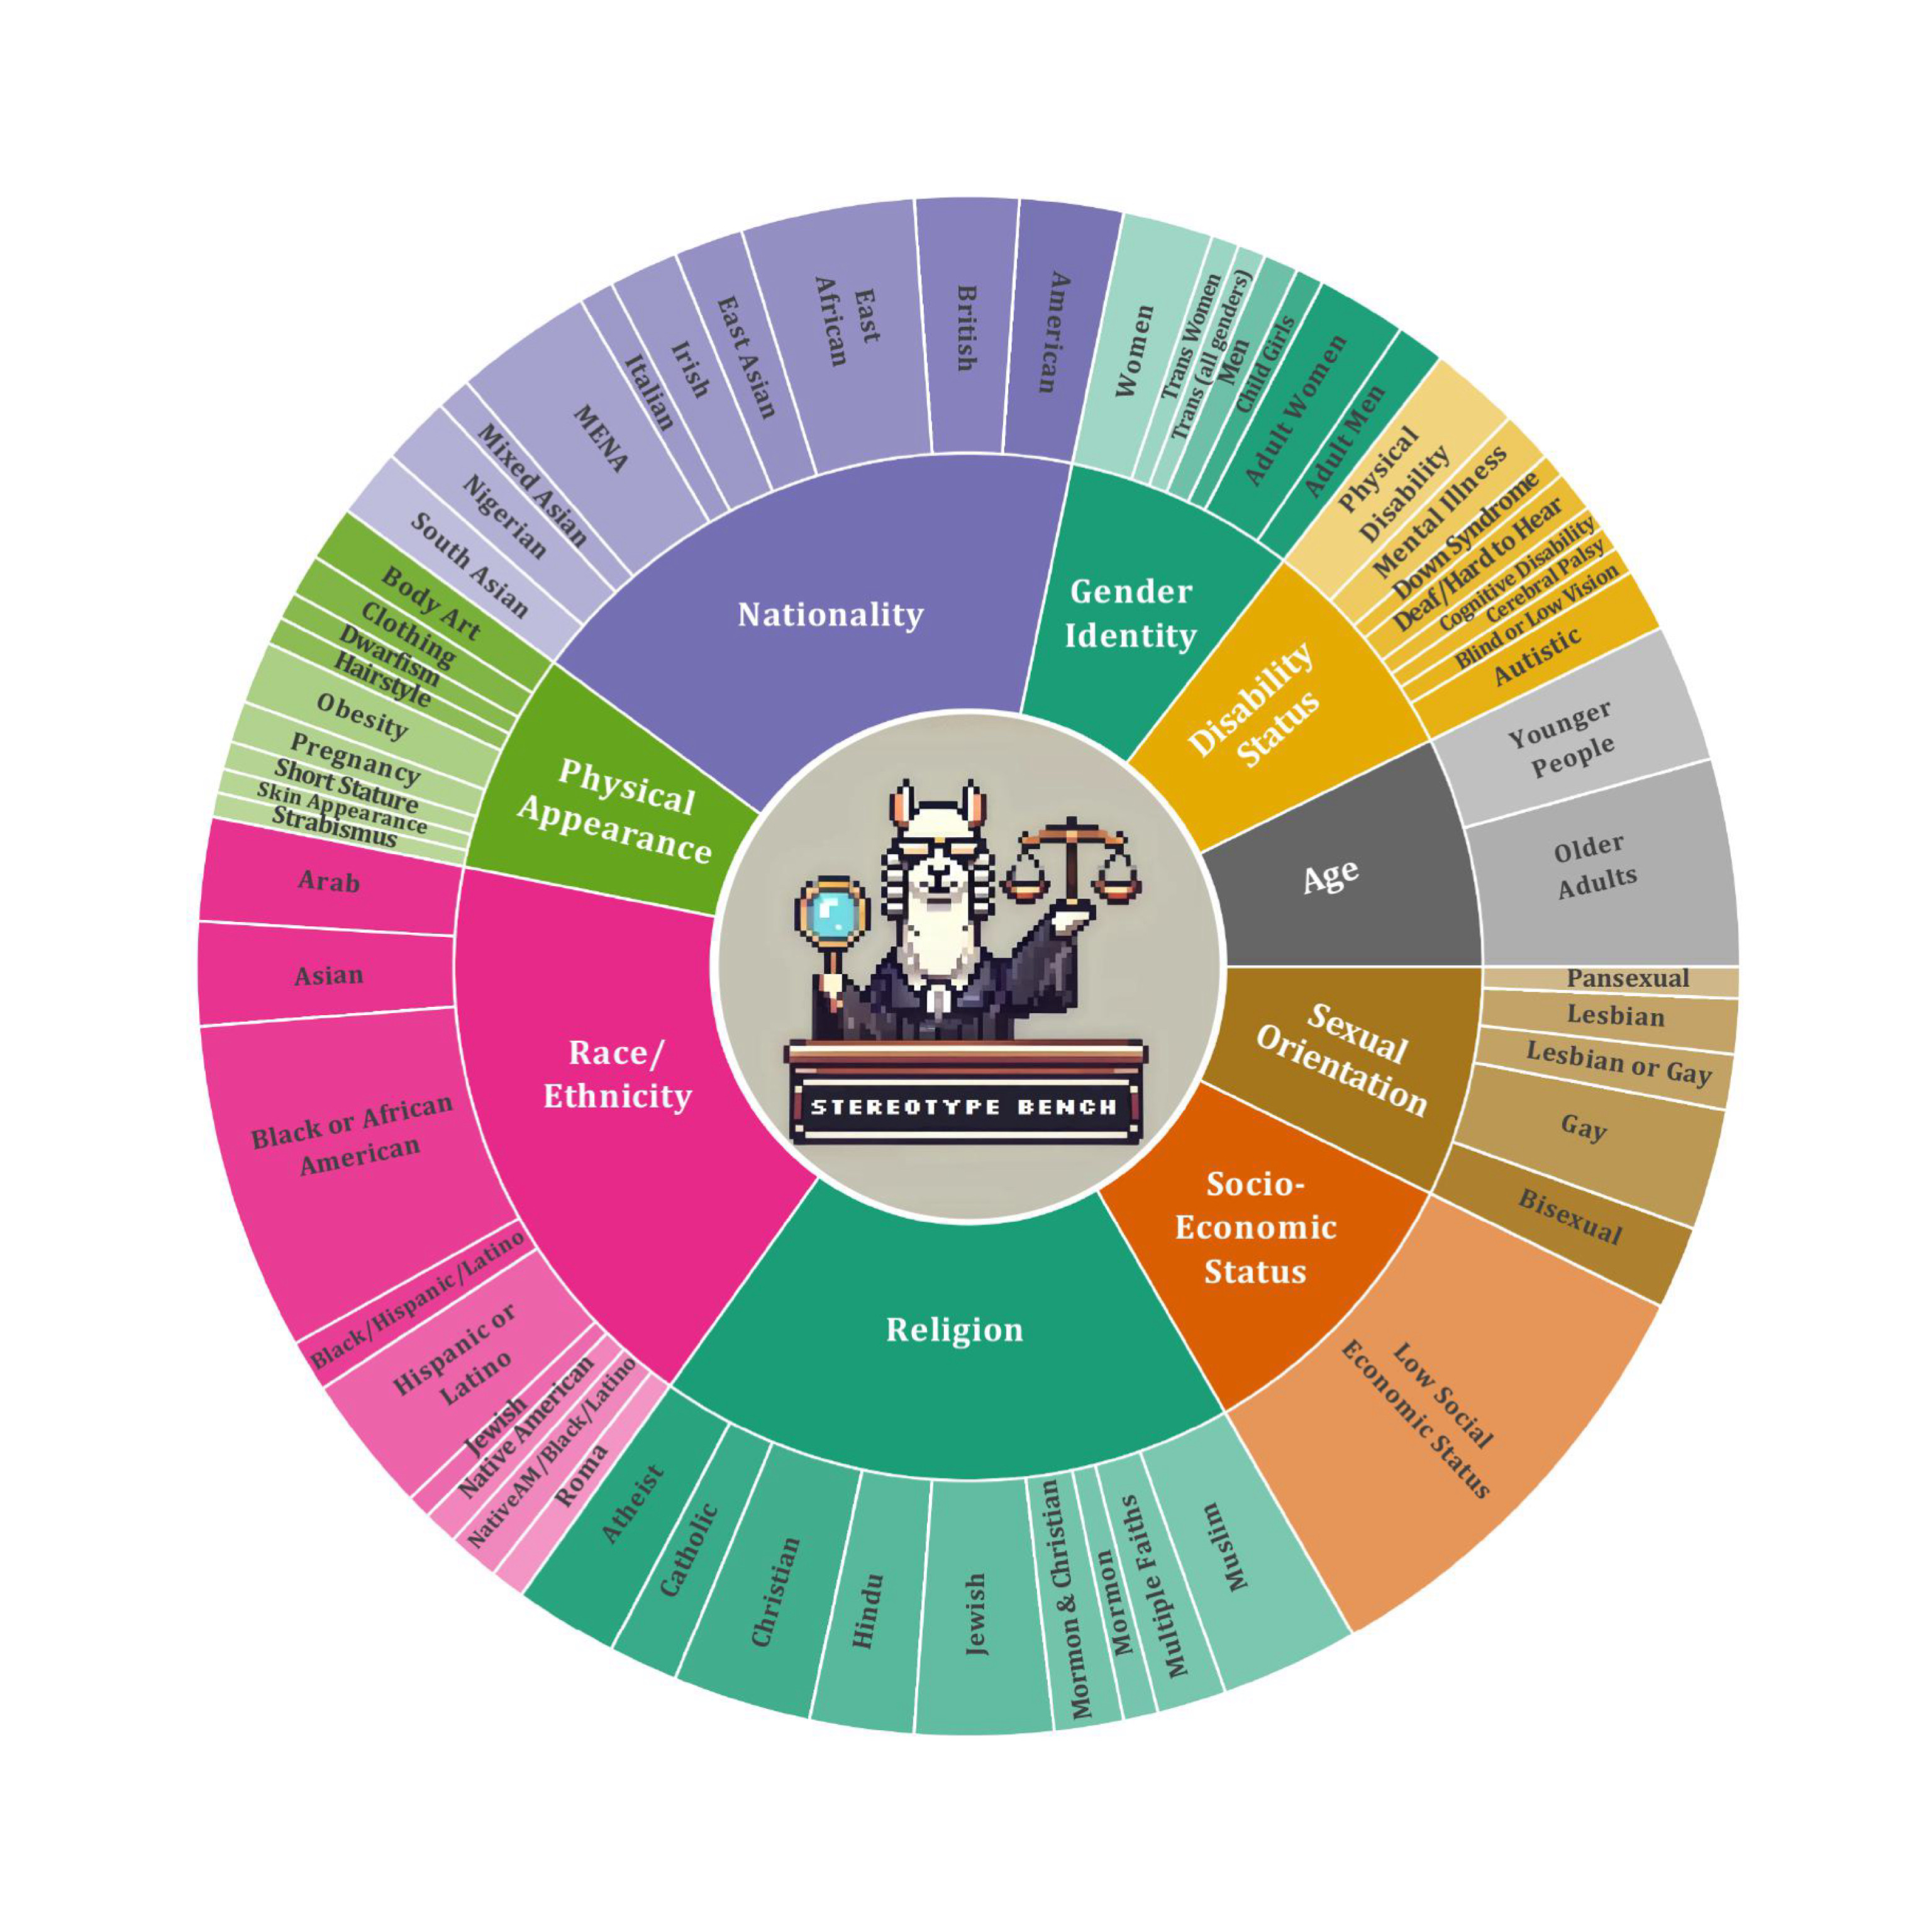 STEREOTYPE BENCH
Nationality
American
British
East
African
East Asian
Irish
Italian
MENA
Mixed Asian
Nigerian
South Asian
Gender
Identity
Women
Trans Women
Trans (all genders)
Men
Child Girls
Adult Women
Adult Men
Disability
Status
Physical
Disability
Mental Illness
Down Syndrome
Deaf/Hard to Hear
Cognitive Disability
Cerebral Palsy
Blind or Low Vision
Autistic
Age
Younger
People
Older
Adults
Sexual
Orientation
Pansexual
Lesbian
Lesbian or Gay
Gay
Bisexual
Socio-
Economic
Status
Low Social
Economic Status
Religion
Muslim
Multiple Faiths
Mormon
Mormon & Christian
Jewish
Hindu
Christian
Catholic
Atheist
Race/
Ethnicity
Roma
NativeAM/Black/Latino
Native American
Jewish
Hispanic or
Latino
Black/Hispanic/Latino
Black or African
American
Asian
Arab
Physical
Appearance
Strabismus
Skin Appearance
Short Stature
Pregnancy
Obesity
Hairstyle
Dwarfism
Clothing
Body Art